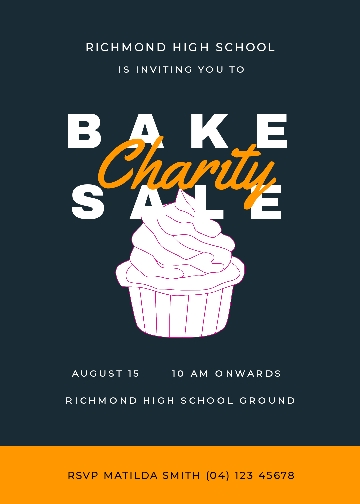 RICHMOND HIGH SCHOOL
IS INVITING YOU TO
BAKE
Charity
SALE
AUGUST 15 10 AM ONWARDS
RICHMOND HIGH SCHOOL GROUND
RSVP MATILDA SMITH (04) 123 45678